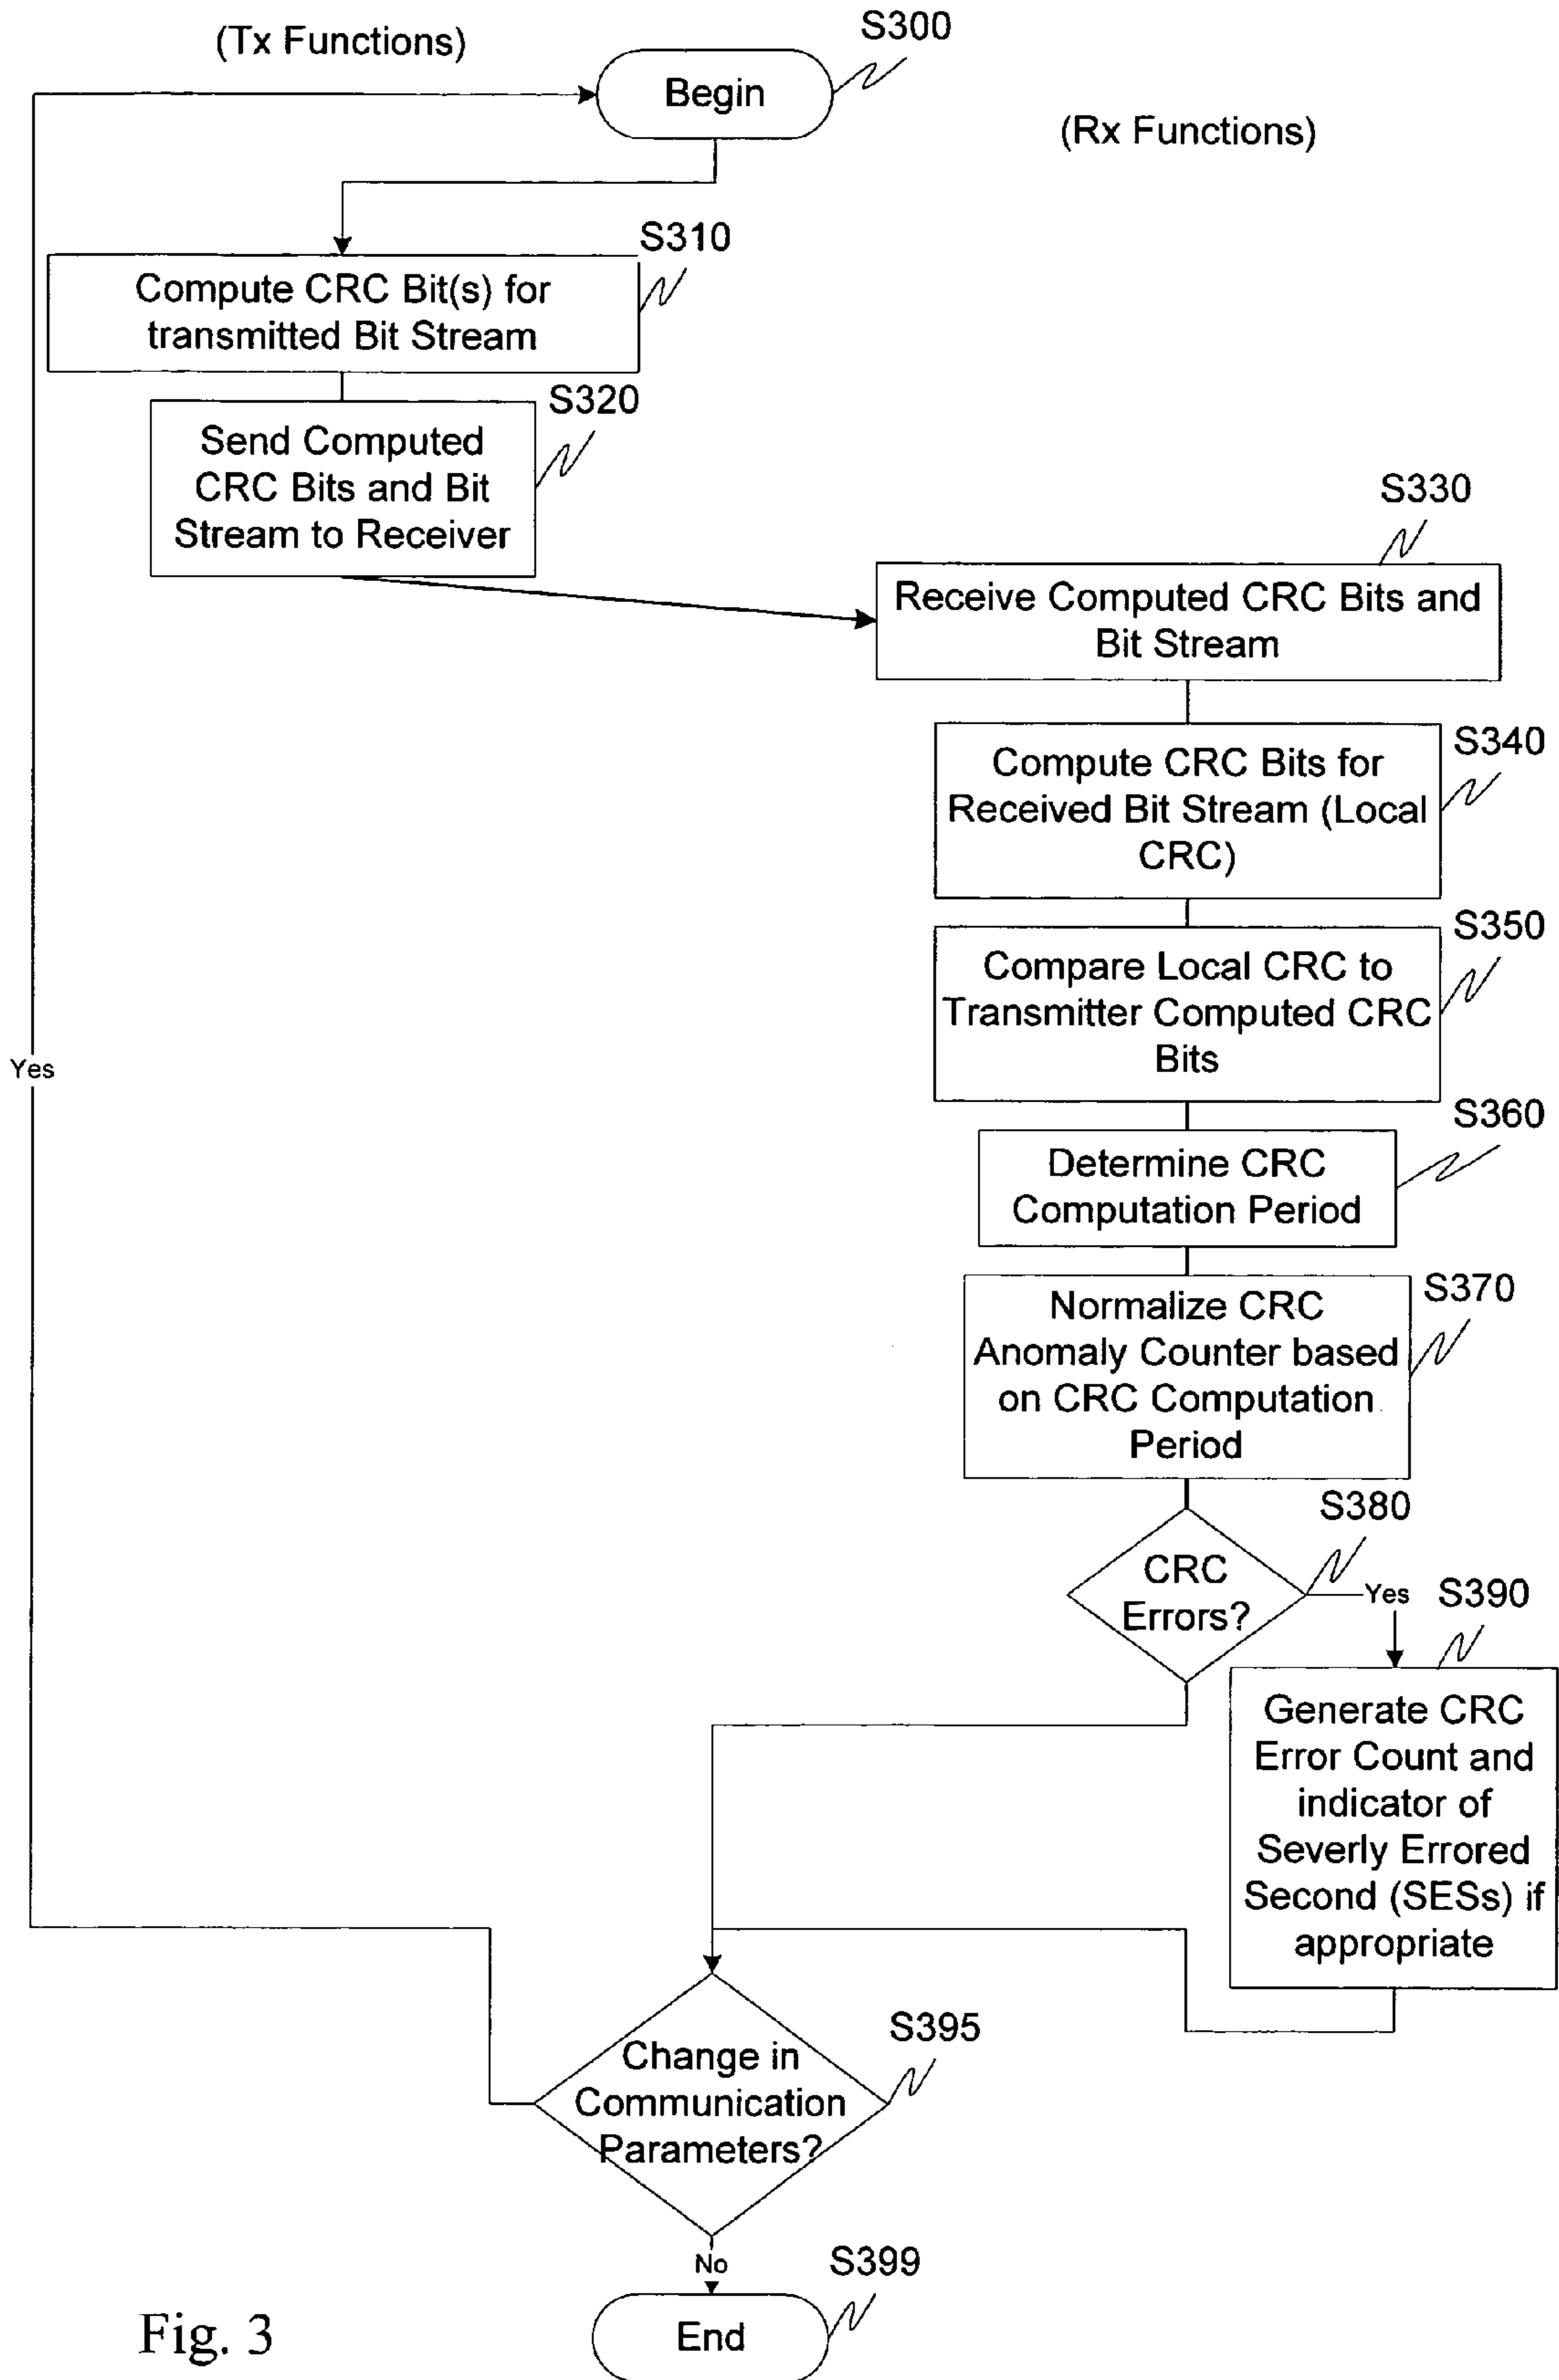 (Tx Functions)
S300
Begin
(Rx Functions)
S310
Compute CRC Bit(s) for
transmitted Bit Stream
S320
Send Computed
CRC Bits and Bit
Stream to Receiver
S330
Receive Computed CRC Bits and
Bit Stream
S340
Compute CRC Bits for
Received Bit Stream (Local
CRC)
S350
Compare Local CRC to
Transmitter Computed CRC
Bits
Yes
S360
Determine CRC
Computation Period
S370
Normalize CRC
Anomaly Counter based
on CRC Computation
Period
S380
CRC
Errors?
Yes
S390
Generate CRC
Error Count and
indicator of
Severly Errored
Second (SESs) if
appropriate
S395
Change in
Communication
Parameters?
No
S399
End
Fig. 3